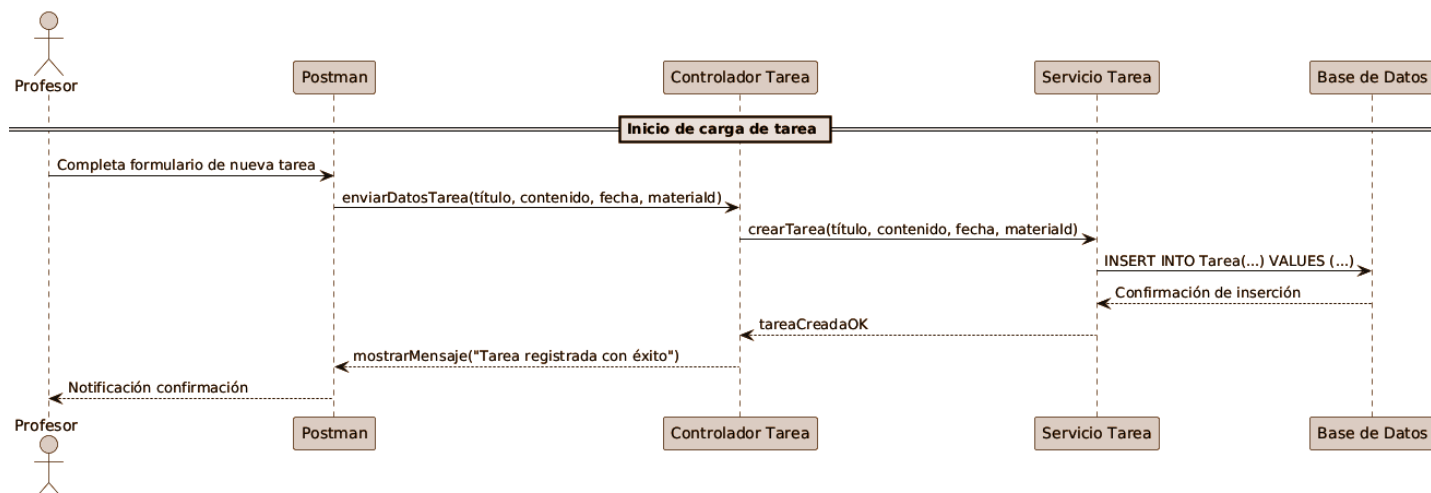 Profesor
Postman
Controlador Tarea
Servicio Tarea
Base de Datos
Inicio de carga de tarea
Completa formulario de nueva tarea
enviarDatosTarea(título, contenido, fecha, materiaId)
crearTarea(título, contenido, fecha, materiaId)
INSERT INTO Tarea(...) VALUES (...)
Confirmación de inserción
tareaCreadaOK
mostrarMensaje("Tarea registrada con éxito")
Notificación confirmación
Profesor
Postman
Controlador Tarea
Servicio Tarea
Base de Datos